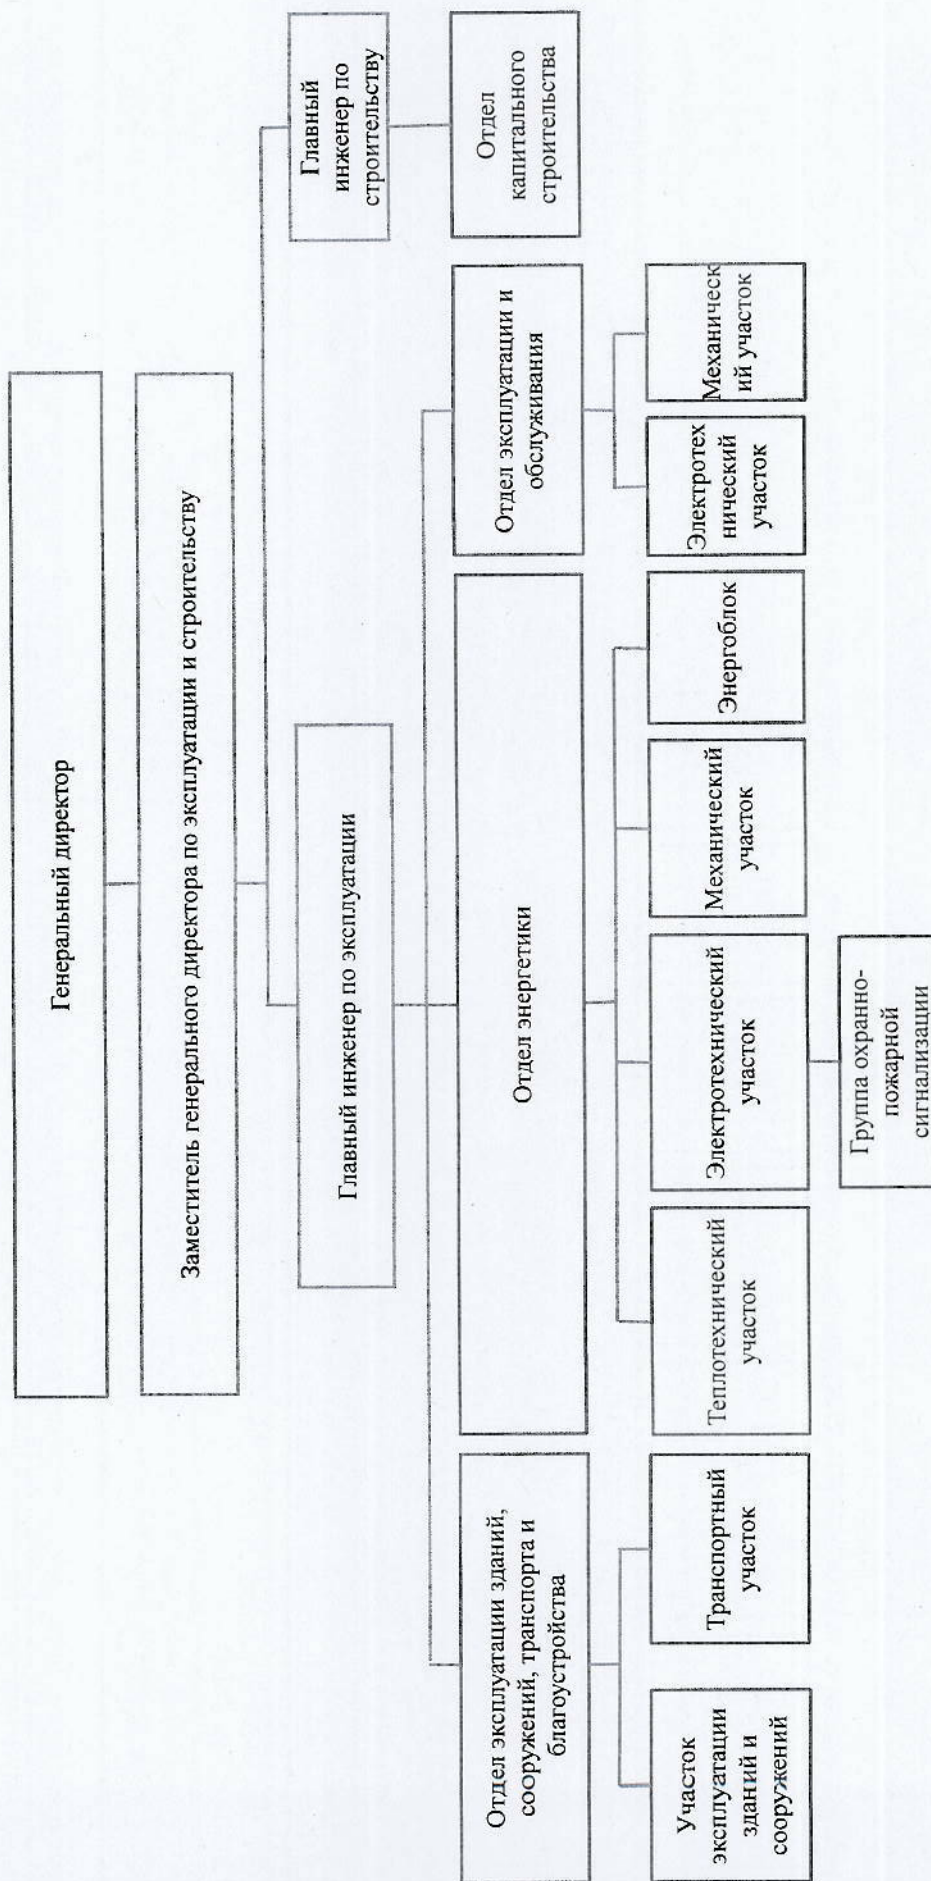 Генеральный директор
Заместитель генерального директора по эксплуатации и строительству
Главный инженер по эксплуатации
Главный
инженер по
строительству
Отдел эксплуатации зданий,
сооружений, транспорта и
благоустройства
Отдел энергетики
Отдел эксплуатации и
обслуживания
Отдел
капитального
строительства
Участок
эксплуатации
зданий и
сооружений
Транспортный
участок
Теплотехнический
участок
Электротехнический
участок
Механический
участок
Энергоблок
Электротех
нический
участок
Механическ
ий участок
Группа охранно-
пожарной
сигнализации